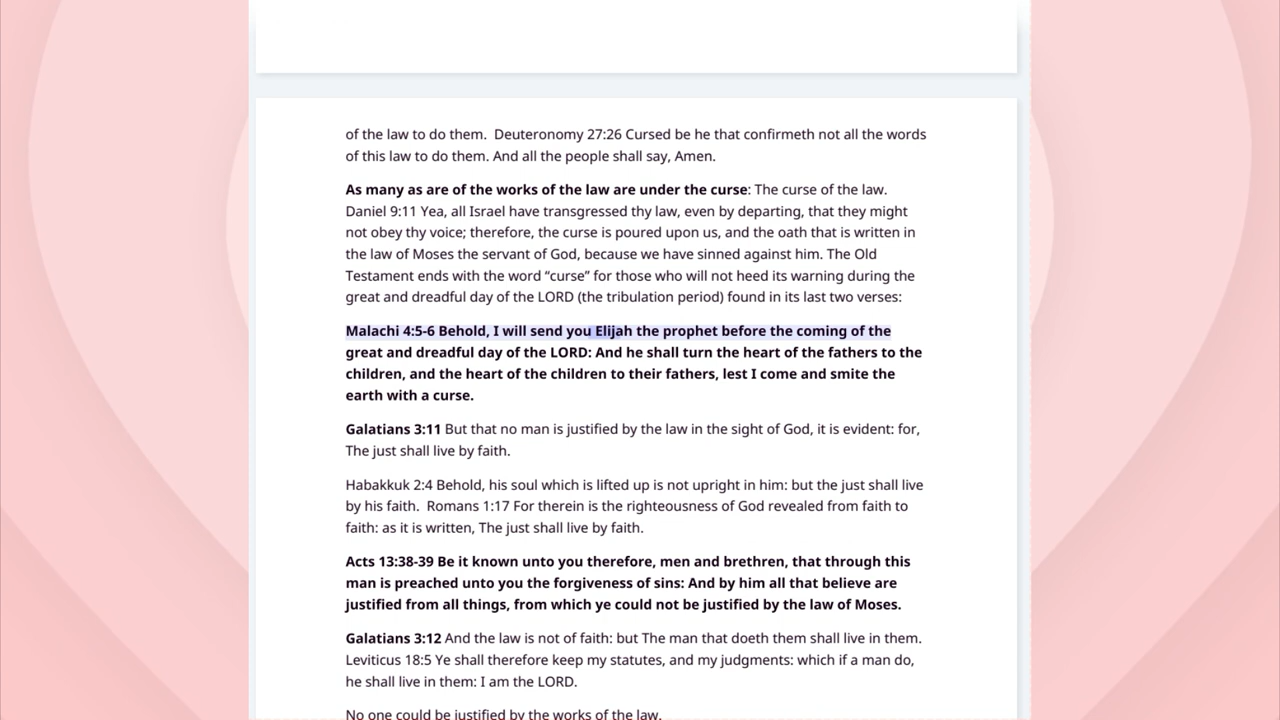 of the law to do them.  Deuteronomy 27:26 Cursed be he that confirmeth not all the words
of this law to do them. And all the people shall say, Amen.
As many as are of the works of the law are under the curse: The curse of the law.
Daniel 9:11 Yea, all Israel have transgressed thy law, even by departing, that they might
not obey thy voice; therefore, the curse is poured upon us, and the oath that is written in
the law of Moses the servant of God, because we have sinned against him. The Old
Testament ends with the word “curse” for those who will not heed its warning during the
great and dreadful day of the LORD (the tribulation period) found in its last two verses:
Malachi 4:5-6 Behold, I will send you Elijah the prophet before the coming of the
great and dreadful day of the LORD: And he shall turn the heart of the fathers to the
children, and the heart of the children to their fathers, lest I come and smite the
earth with a curse.
Galatians 3:11 But that no man is justified by the law in the sight of God, it is evident: for,
The just shall live by faith.
Habakkuk 2:4 Behold, his soul which is lifted up is not upright in him: but the just shall live
by his faith.  Romans 1:17 For therein is the righteousness of God revealed from faith to
faith: as it is written, The just shall live by faith.
Acts 13:38-39 Be it known unto you therefore, men and brethren, that through this
man is preached unto you the forgiveness of sins: And by him all that believe are
justified from all things, from which ye could not be justified by the law of Moses.
Galatians 3:12 And the law is not of faith: but The man that doeth them shall live in them.
Leviticus 18:5 Ye shall therefore keep my statutes, and my judgments: which if a man do,
he shall live in them: I am the LORD.
No one could be justified by the works of the law.